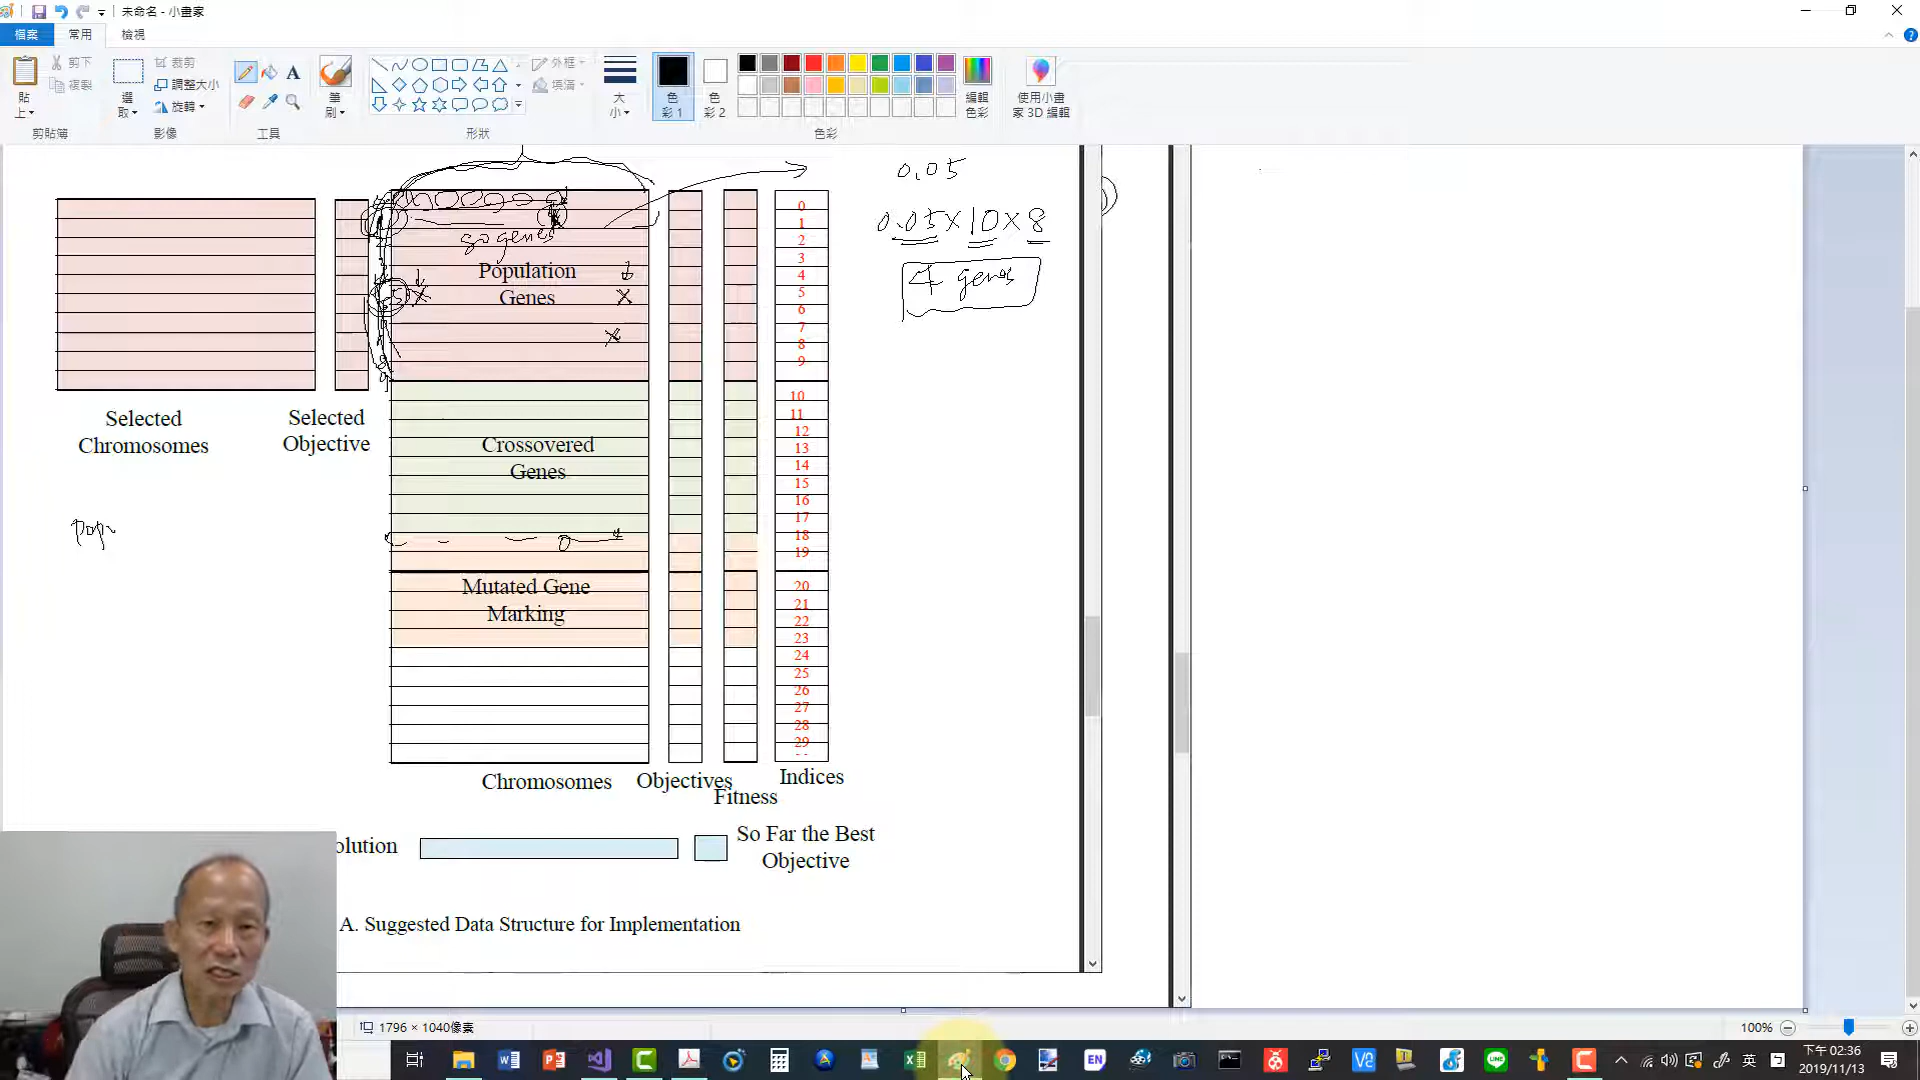 未命名 - 小畫家
檔案 常用 檢視
貼上 剪下 複製 剪貼簿
選取 裁剪 調整大小 旋轉 影像
工具
筆刷
外框 填滿 形狀
大小
色彩 1 色彩 2 編輯色彩 色彩
使用小畫家 3D 編輯
0.05
0.05 × 10 × 8
80 genes
4 genes
Population
Genes
Selected
Chromosomes
Selected
Objective
Crossovered
Genes
Mutated Gene
Marking
0
1
2
3
4
5
6
7
8
9
10
11
12
13
14
15
16
17
18
19
20
21
22
23
24
25
26
27
28
29
Chromosomes
Objectives
Fitness
Indices
olution
So Far the Best
Objective
A. Suggested Data Structure for Implementation
1796 × 1040像素
100%
EN
英
下午 02:36
2019/11/13